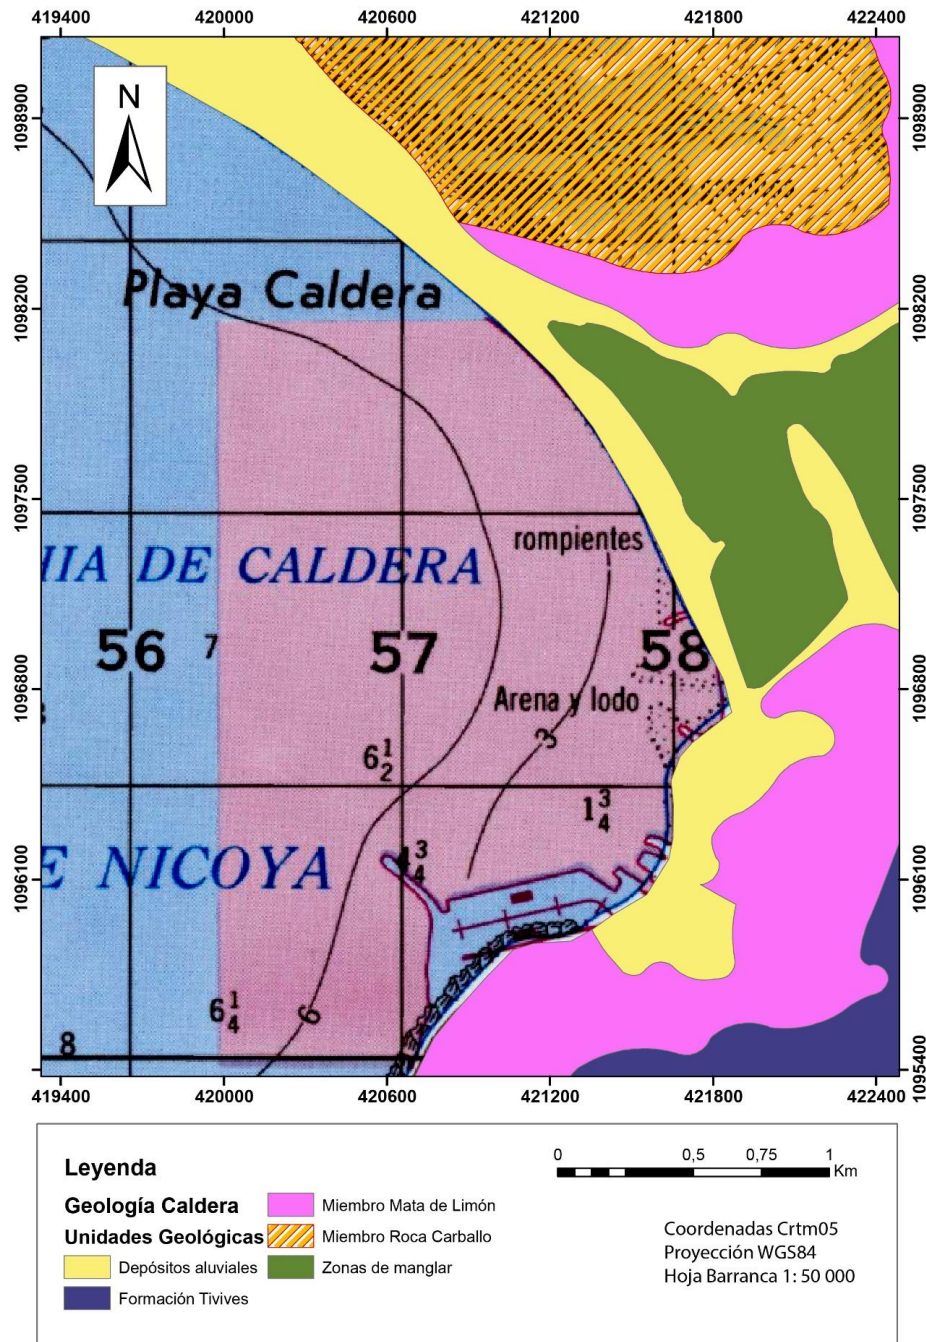 419400 420000 420600 421200 421800 422400
1098900 1098900
N
1098200 1098200
Playa Caldera
1097500 1097500
rompientes
HIA DE CALDERA
56 7 57 58
1096800 1096800
Arena y lodo
3
6 1/2
1 3/4
E NICOYA
4 3/4
1096100 1096100
6 1/4
6
8
1095400 1095400
419400 420000 420600 421200 421800 422400
Leyenda
Geología Caldera
Unidades Geológicas
Depósitos aluviales
Formación Tivives
Miembro Mata de Limón
Miembro Roca Carballo
Zonas de manglar
0 0,5 0,75 1
Km
Coordenadas Crtm05
Proyección WGS84
Hoja Barranca 1: 50 000